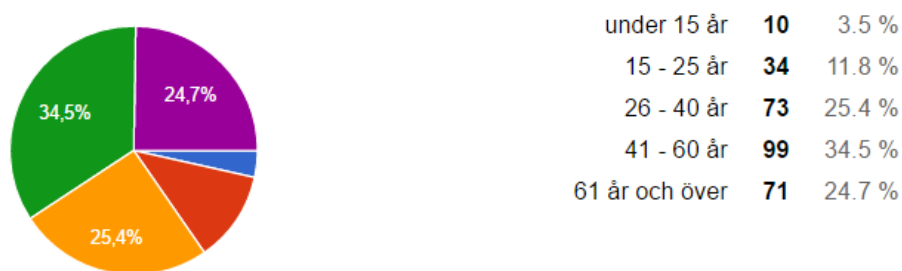 34,5%
24,7%
25,4%
under 15 år 10 3.5 %
15 - 25 år 34 11.8 %
26 - 40 år 73 25.4 %
41 - 60 år 99 34.5 %
61 år och över 71 24.7 %